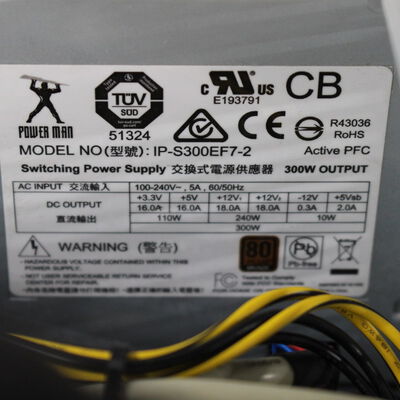 POWER MAN
TÜV
SÜD
51324
C UL US
E193791
CB
R43036
RoHS
MODEL NO(型號): IP-S300EF7-2
Active PFC
Switching Power Supply 交換式電源供應器 300W OUTPUT
AC INPUT 交流輸入 100-240V~ , 5A , 60/50Hz
DC OUTPUT +3.3V +5V +12V₁ +12V₂ -12V +5Vsb
直流輸出 16.0A 16.0A 18.0A 18.0A 0.3A 2.0A
110W 240W 10W
300W
WARNING (警告)
80
Pb
Pb-free
- HAZARDOUS VOLTAGE CONTAINED WITHIN THIS
POWER SUPPLY
- NOT USER SERVICEABLE RETURN SERVICE CENTER
FOR REPAIR